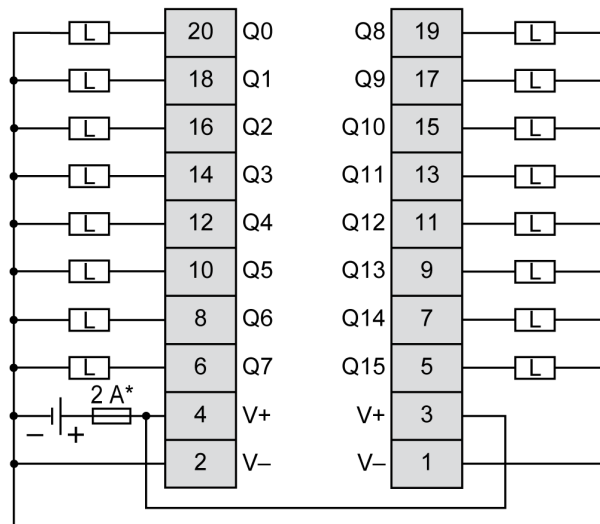 L 20 Q0 Q8 19 L
L 18 Q1 Q9 17 L
L 16 Q2 Q10 15 L
L 14 Q3 Q11 13 L
L 12 Q4 Q12 11 L
L 10 Q5 Q13 9 L
L 8 Q6 Q14 7 L
L 6 Q7 Q15 5 L
2 A*
– + 4 V+ V+ 3
2 V– V– 1